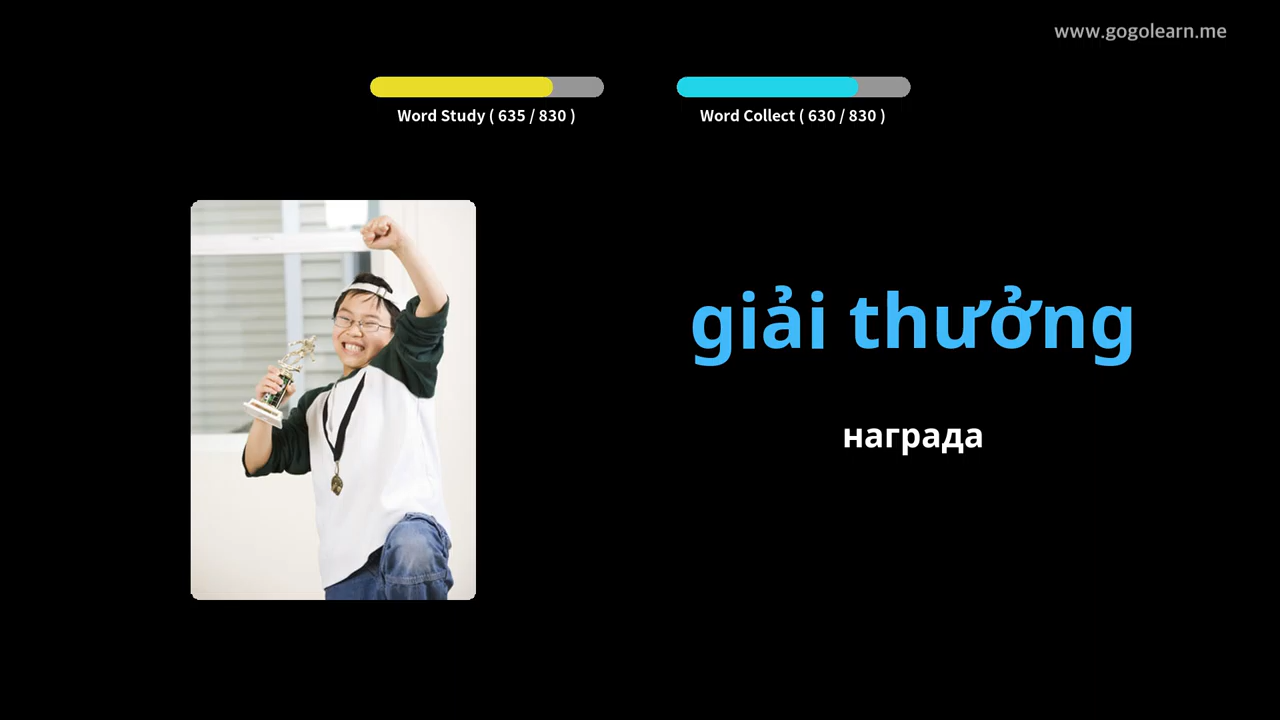 www.gogolearn.me
Word Study ( 635 / 830 )
Word Collect ( 630 / 830 )
giải thưởng
награда